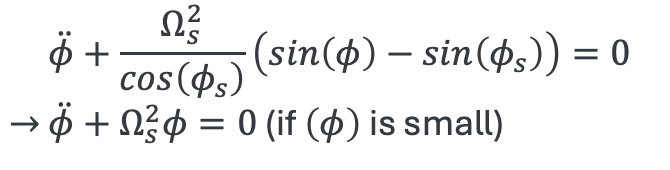 ϕ̈ + Ω_s^2/cos(ϕ_s) (sin(ϕ) − sin(ϕ_s)) = 0
→ ϕ̈ + Ω_s^2 ϕ = 0 (if (ϕ) is small)